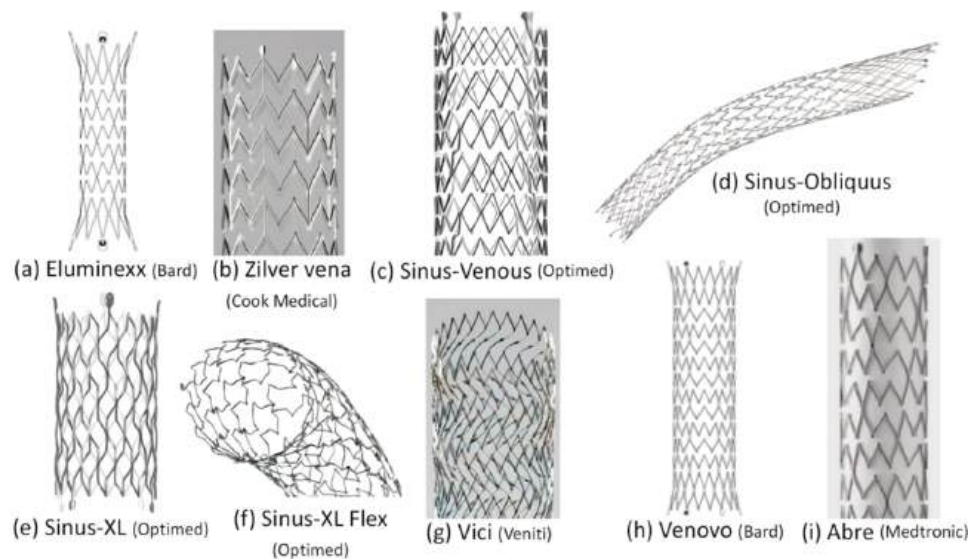 (a) Eluminexx (Bard)
(b) Zilver vena
(Cook Medical)
(c) Sinus-Venous (Optimed)
(d) Sinus-Obliquus
(Optimed)
(e) Sinus-XL (Optimed)
(f) Sinus-XL Flex
(Optimed)
(g) Vici (Veniti)
(h) Venovo (Bard)
(i) Abre (Medtronic)